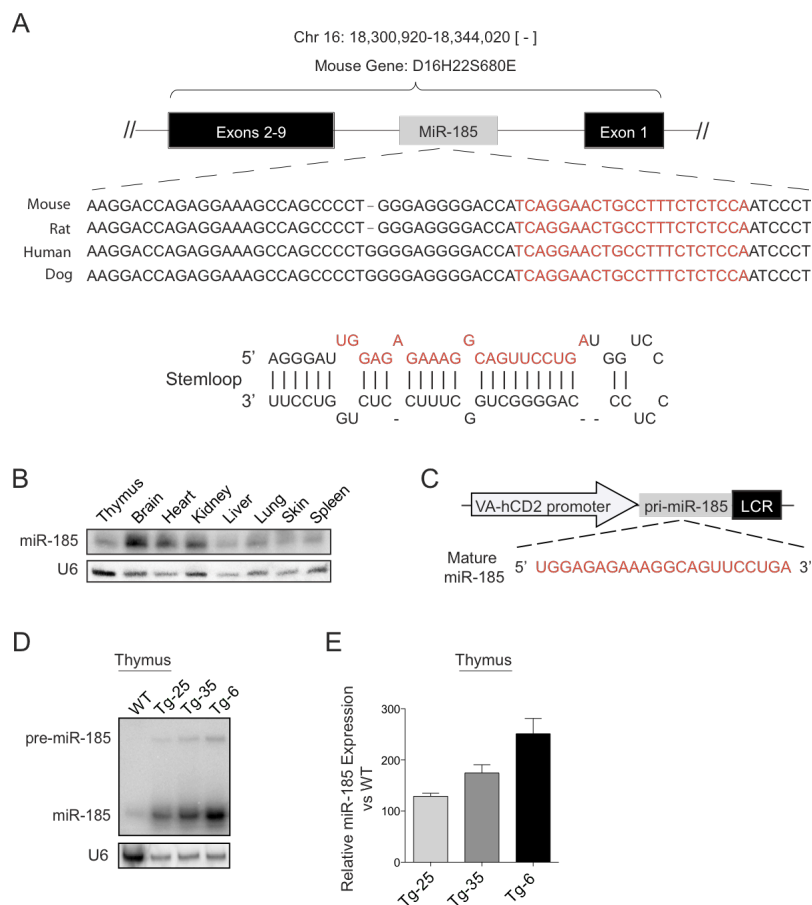 A
Chr 16: 18,300,920-18,344,020 [ - ]
Mouse Gene: D16H22S680E
// Exons 2-9 MiR-185 Exon 1 //
Mouse AAGGACCAGAGGAAAGCCAGCCCCT-GGGAGGGGACCATCAGGAACTGCCTTTCTCTCCAATCCCT
Rat AAGGACCAGAGGAAAGCCAGCCCCT-GGGAGGGGACCATCAGGAACTGCCTTTCTCTCCAATCCCT
Human AAGGACCAGAGGAAAGCCAGCCCCTGGGGAGGGGACCATCAGGAACTGCCTTTCTCTCCAATCCCT
Dog AAGGACCAGAGGAAAGCCAGCCCCTGGGGAGGGGACCATCAGGAACTGCCTTTCTCTCCAATCCCT
UG A G AU UC
5' AGGGAU GAG GAAAG CAGUUCCUG GG C
Stemloop
3' UUCCUG CUC CUUUC GUCGGGGAC CC C
GU - G - - UC
B
Thymus Brain Heart Kidney Liver Lung Skin Spleen
miR-185
U6
C
VA-hCD2 promoter pri-miR-185 LCR
Mature miR-185 5' UGGAGAGAAAGGCAGUUCCUGA 3'
D
Thymus
WT Tg-25 Tg-35 Tg-6
pre-miR-185
miR-185
U6
E
Thymus
Relative miR-185 Expression
vs WT
300
200
100
0
Tg-25 Tg-35 Tg-6